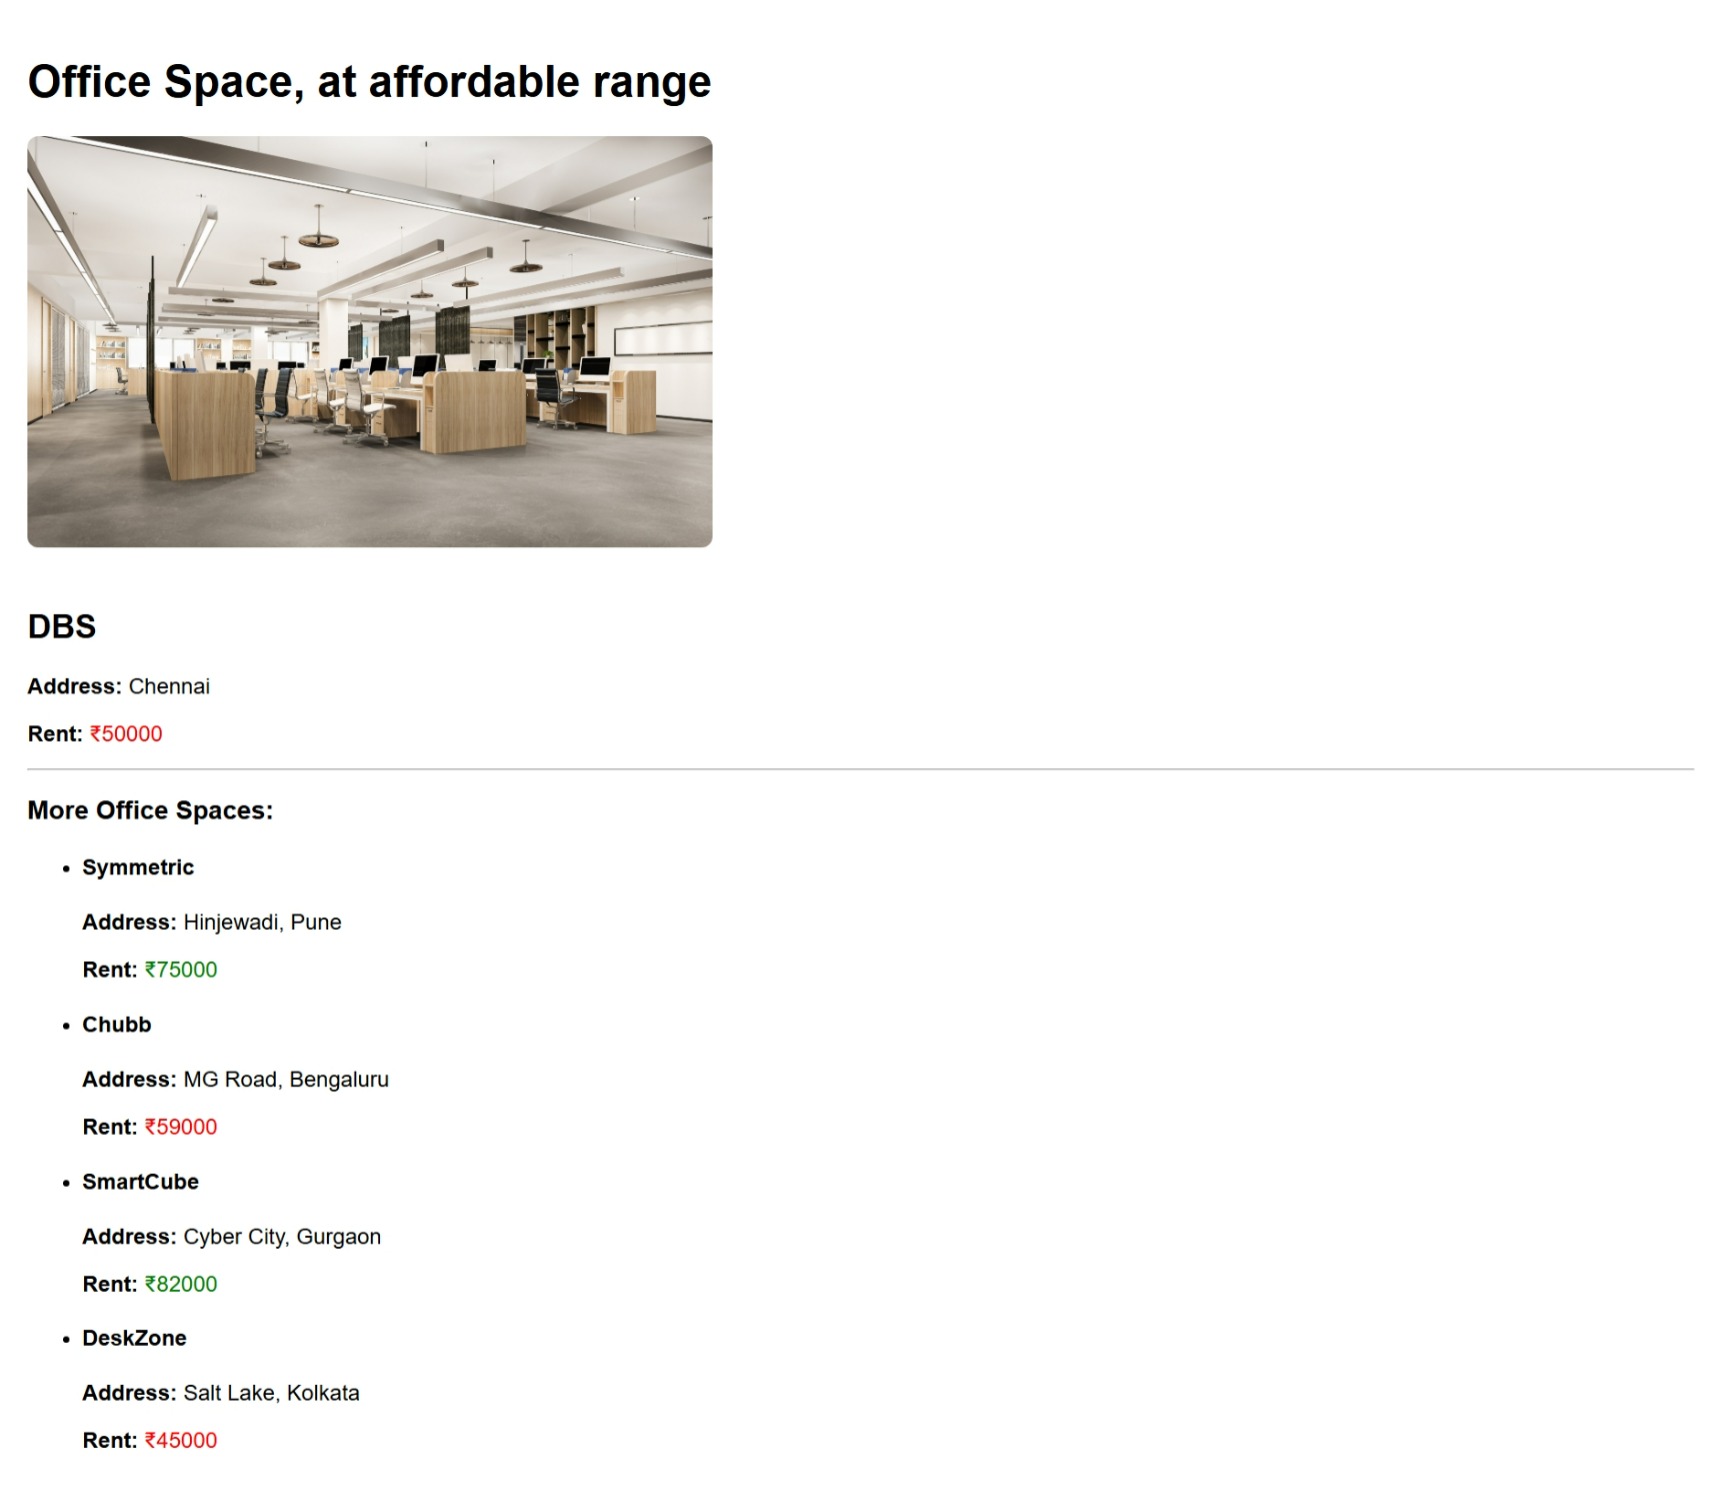 Office Space, at affordable range
DBS
Address: Chennai
Rent: ₹50000
More Office Spaces:
• Symmetric
Address: Hinjewadi, Pune
Rent: ₹75000
• Chubb
Address: MG Road, Bengaluru
Rent: ₹59000
• SmartCube
Address: Cyber City, Gurgaon
Rent: ₹82000
• DeskZone
Address: Salt Lake, Kolkata
Rent: ₹45000